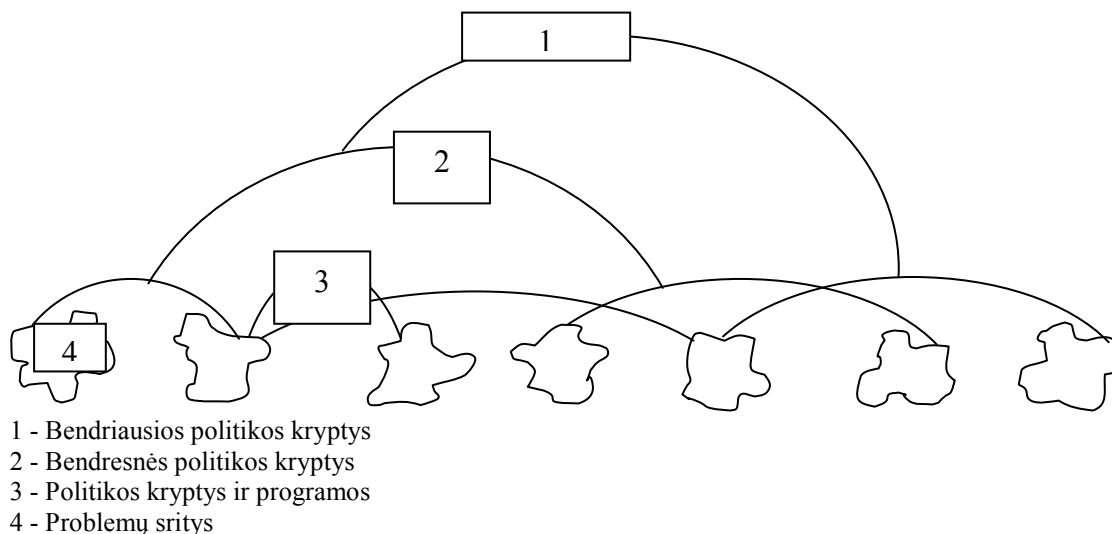 1
2
3
4
1 - Bendriausios politikos kryptys
2 - Bendresnės politikos kryptys
3 - Politikos kryptys ir programos
4 - Problemų sritys